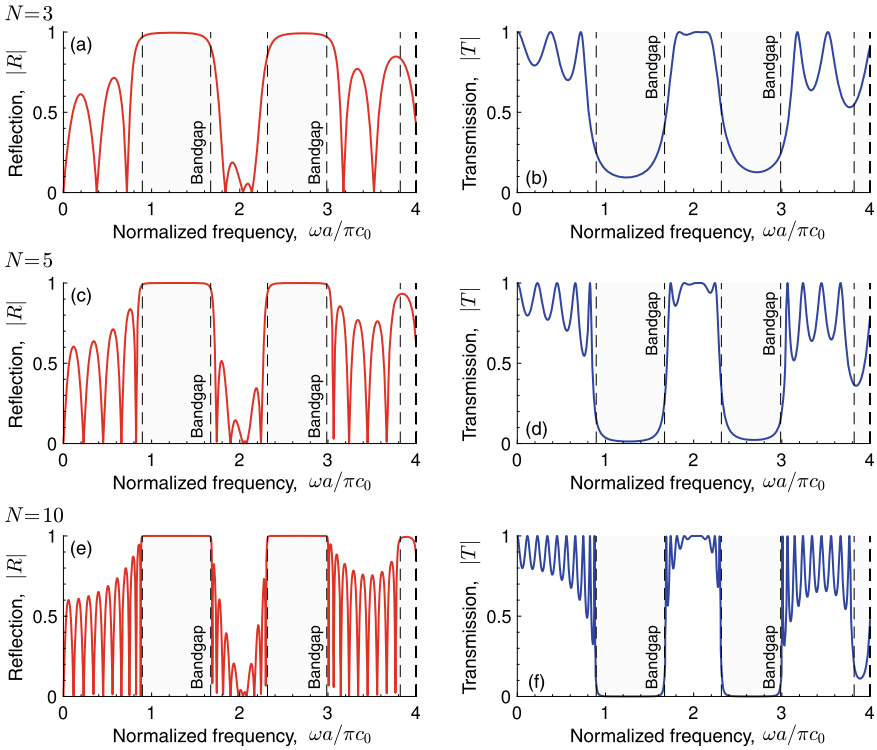 N=3
(a)
Bandgap
Bandgap
Reflection, |R|
0
0.5
1
0 1 2 3 4
Normalized frequency, ωa/πc₀
(b)
Bandgap
Bandgap
Transmission, |T|
0
0.5
1
0 1 2 3 4
Normalized frequency, ωa/πc₀
N=5
(c)
Bandgap
Bandgap
Reflection, |R|
0
0.5
1
0 1 2 3 4
Normalized frequency, ωa/πc₀
(d)
Bandgap
Bandgap
Transmission, |T|
0
0.5
1
0 1 2 3 4
Normalized frequency, ωa/πc₀
N=10
(e)
Bandgap
Bandgap
Reflection, |R|
0
0.5
1
0 1 2 3 4
Normalized frequency, ωa/πc₀
(f)
Bandgap
Bandgap
Transmission, |T|
0
0.5
1
0 1 2 3 4
Normalized frequency, ωa/πc₀